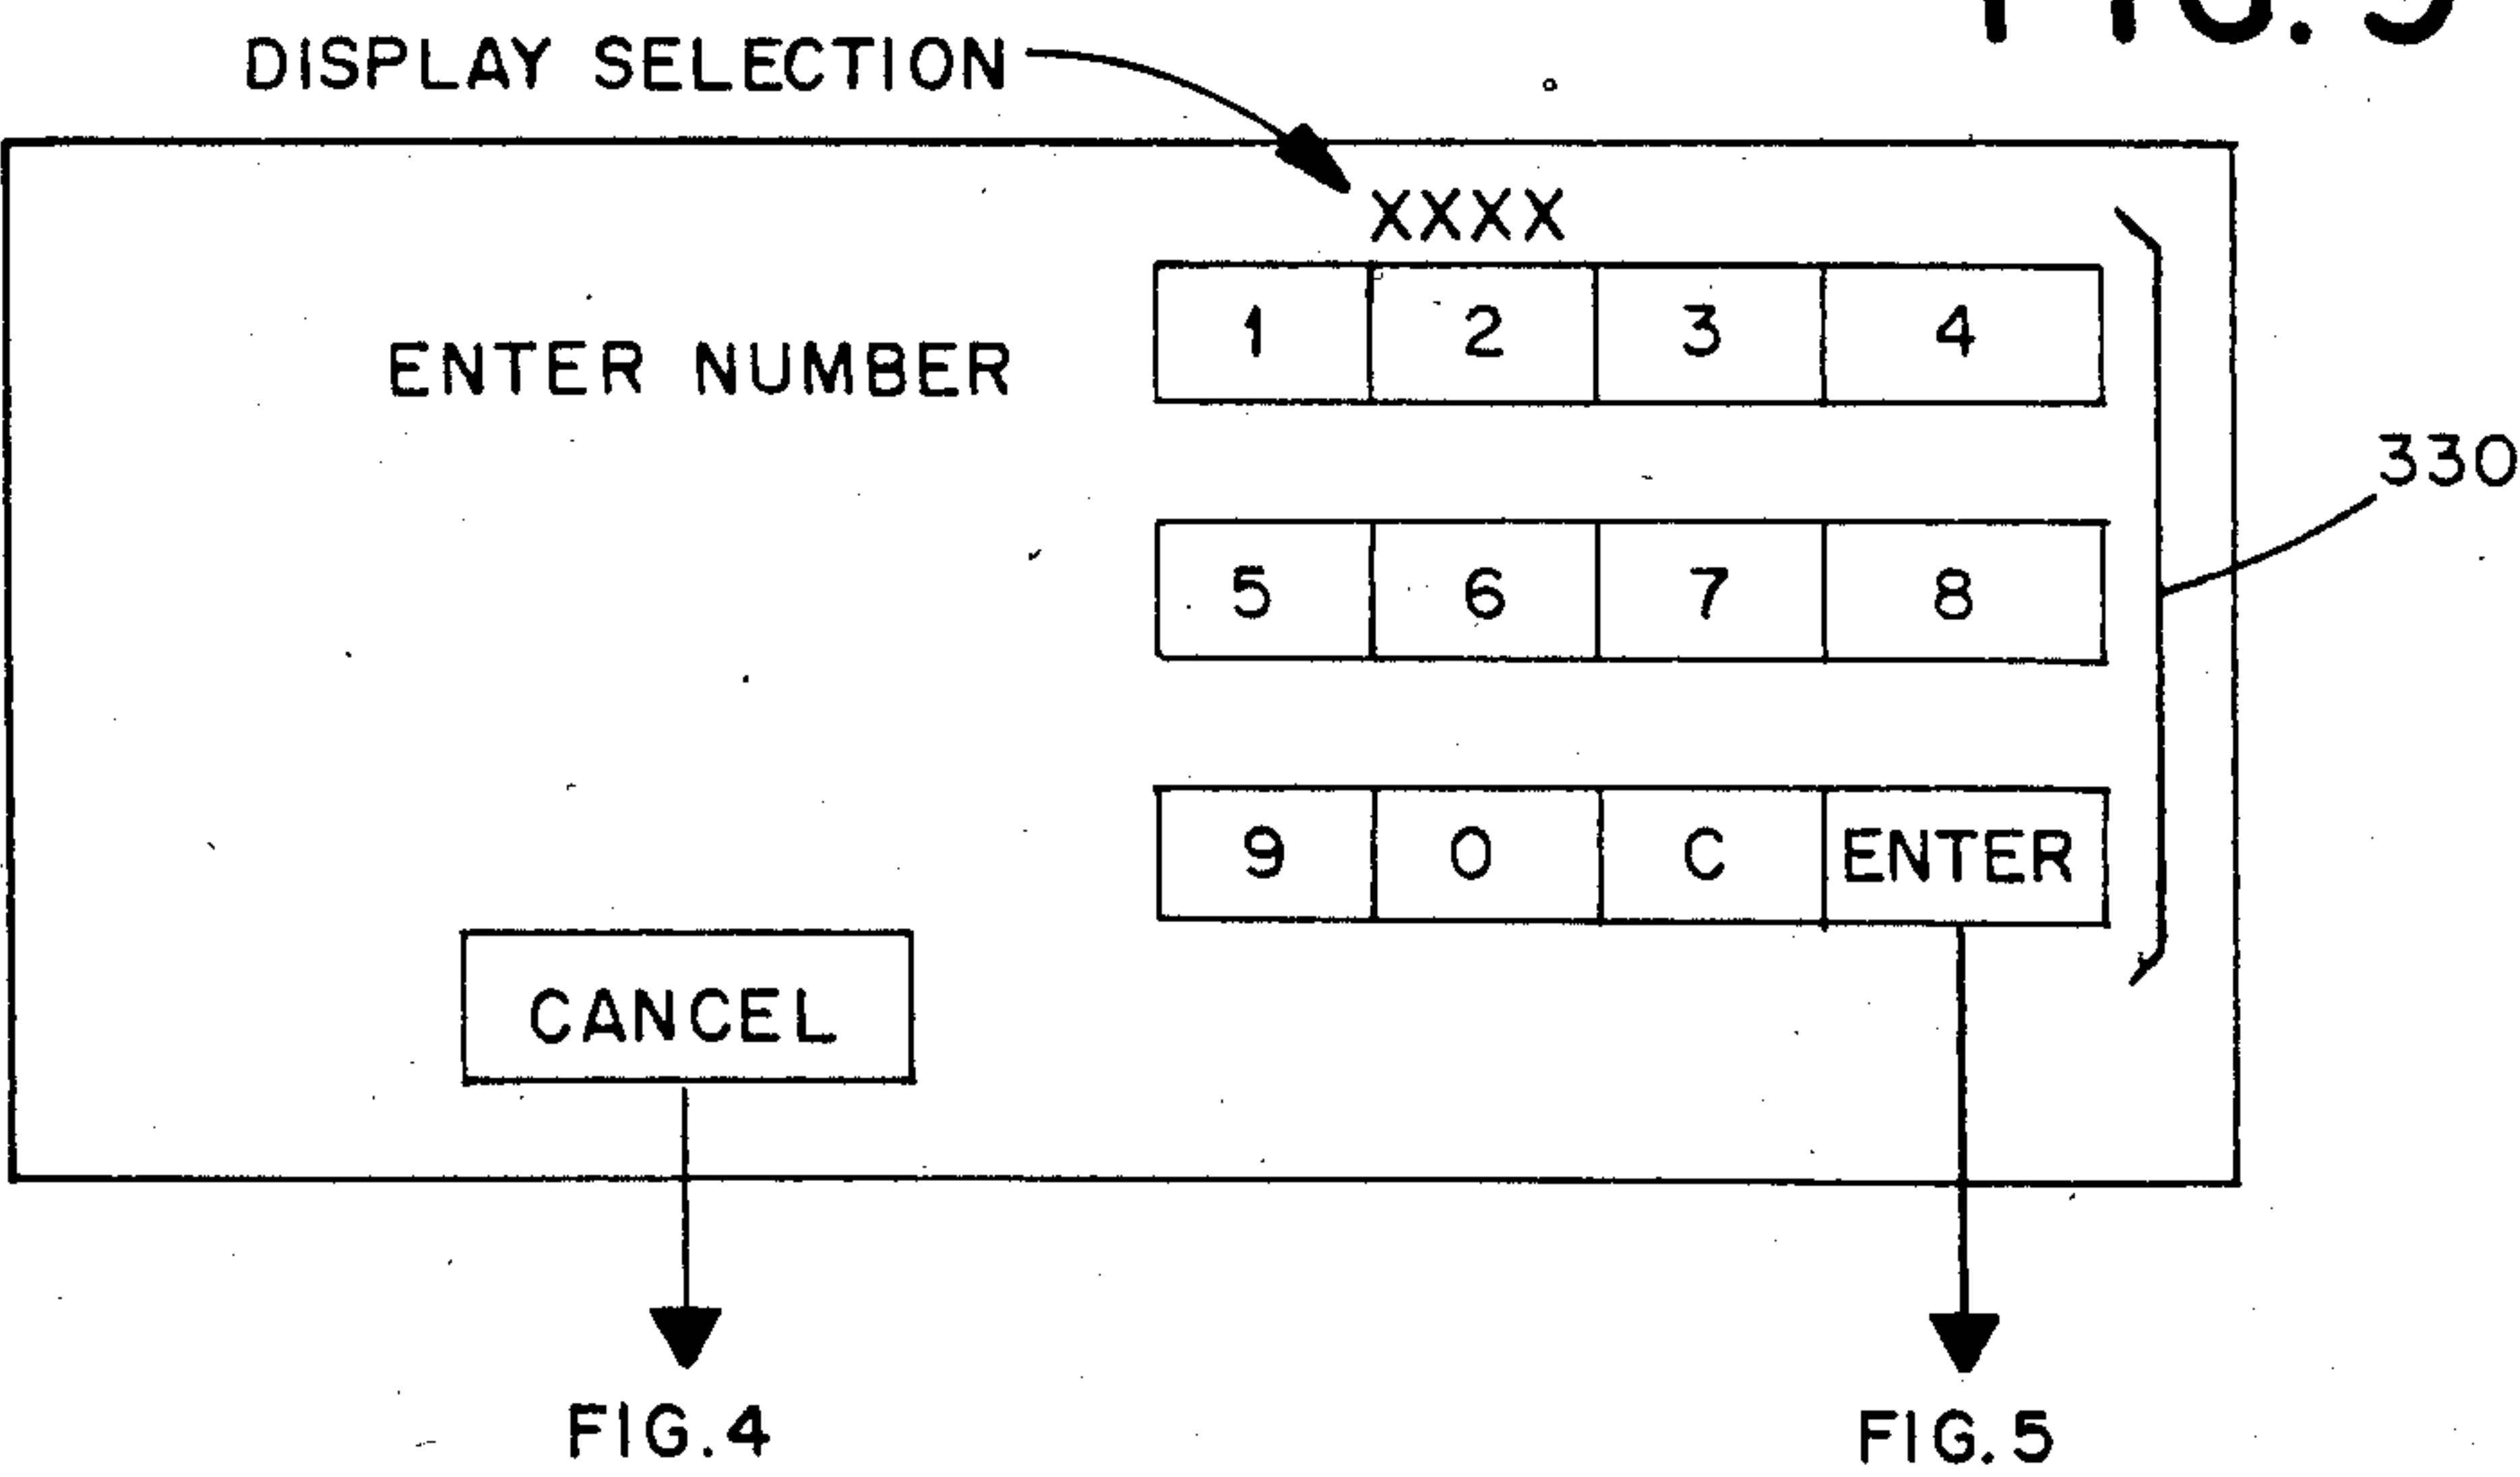 DISPLAY SELECTION
XXXX
ENTER NUMBER
1 2 3 4
330
5 6 7 8
9 0 C ENTER
CANCEL
FIG.4 FIG.5